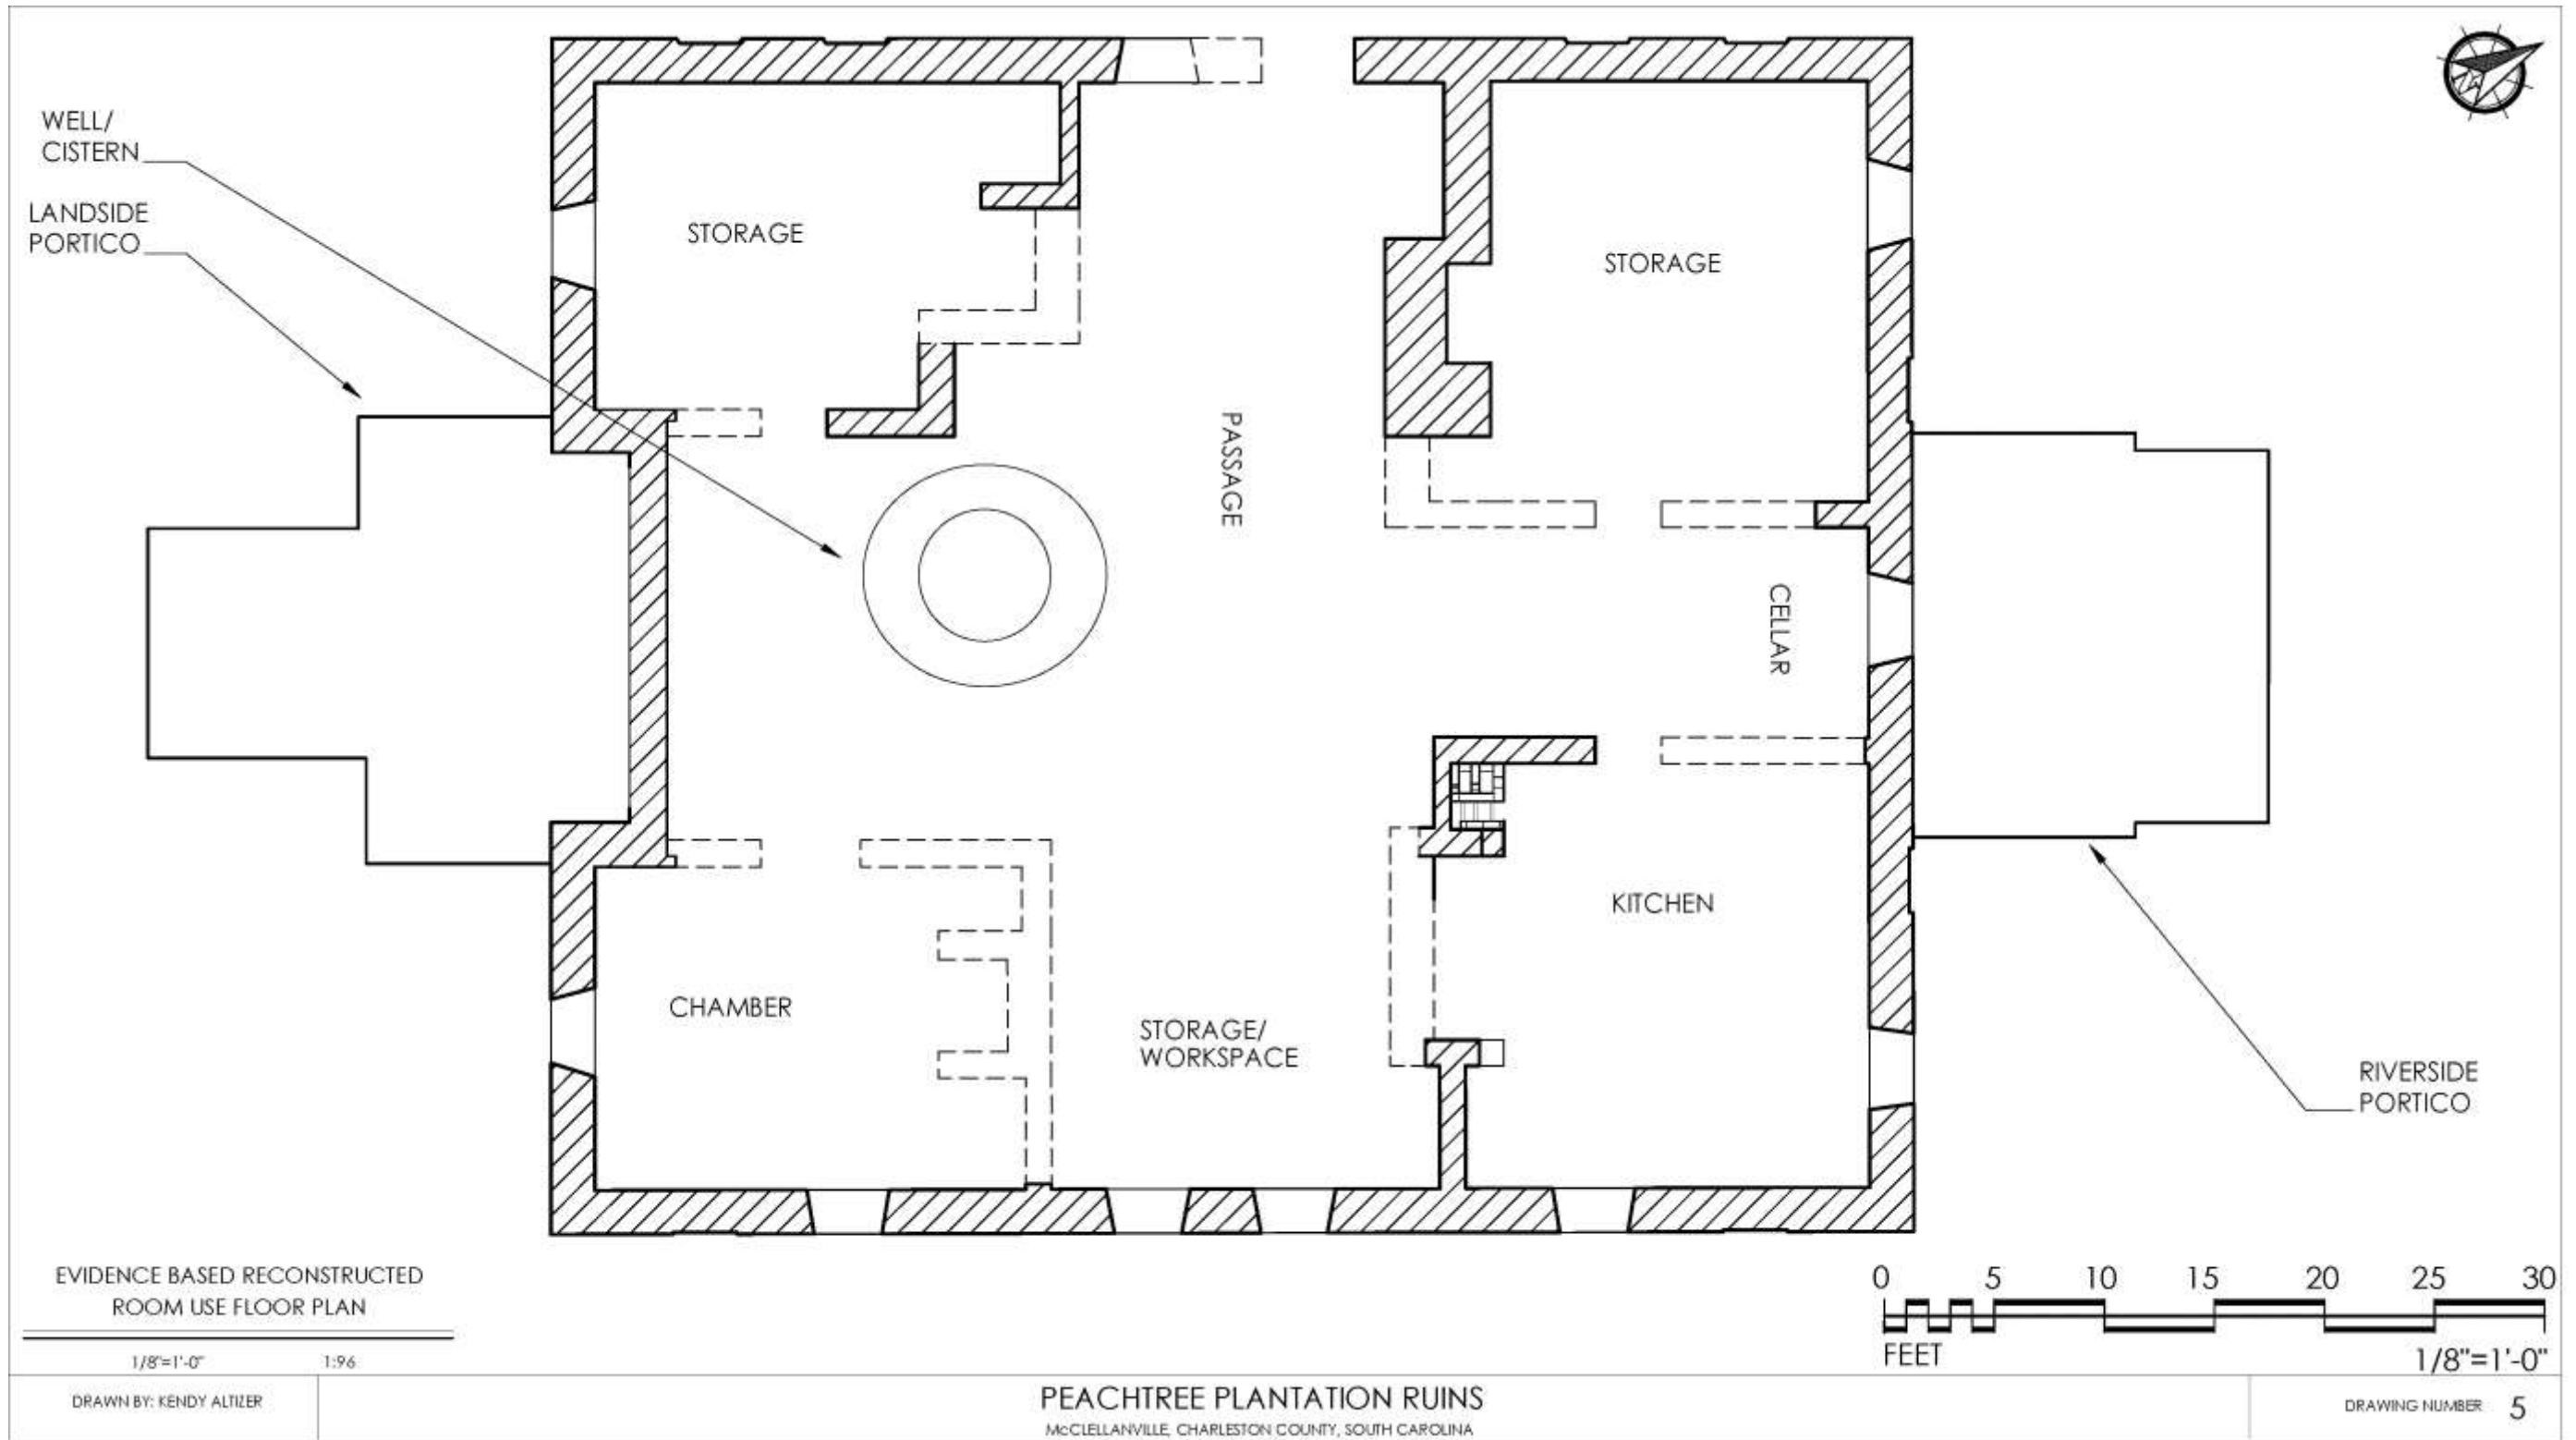 WELL/
CISTERN
LANDSIDE
PORTICO
STORAGE
STORAGE
PASSAGE
CELLAR
KITCHEN
CHAMBER
STORAGE/
WORKSPACE
RIVERSIDE
PORTICO
N
EVIDENCE BASED RECONSTRUCTED
ROOM USE FLOOR PLAN
1/8"=1'-0" 1:96
0 5 10 15 20 25 30
FEET
1/8"=1'-0"
DRAWN BY: KENDY ALTIZER
PEACHTREE PLANTATION RUINS
McCLELLANVILLE, CHARLESTON COUNTY, SOUTH CAROLINA
DRAWING NUMBER 5